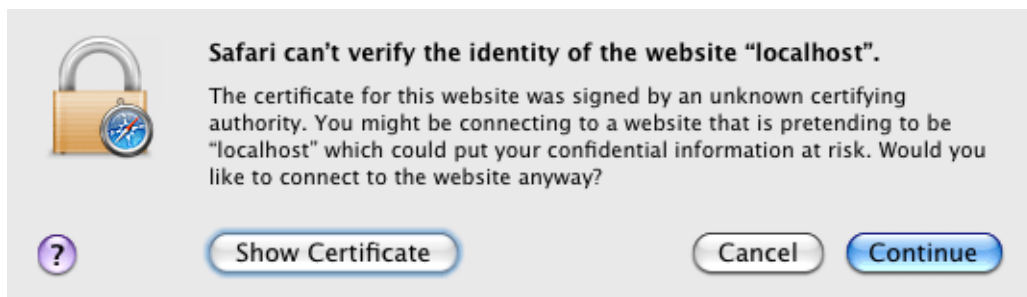 Safari can’t verify the identity of the website “localhost”.
The certificate for this website was signed by an unknown certifying
authority. You might be connecting to a website that is pretending to be
“localhost” which could put your confidential information at risk. Would you
like to connect to the website anyway?
?
Show Certificate
Cancel
Continue